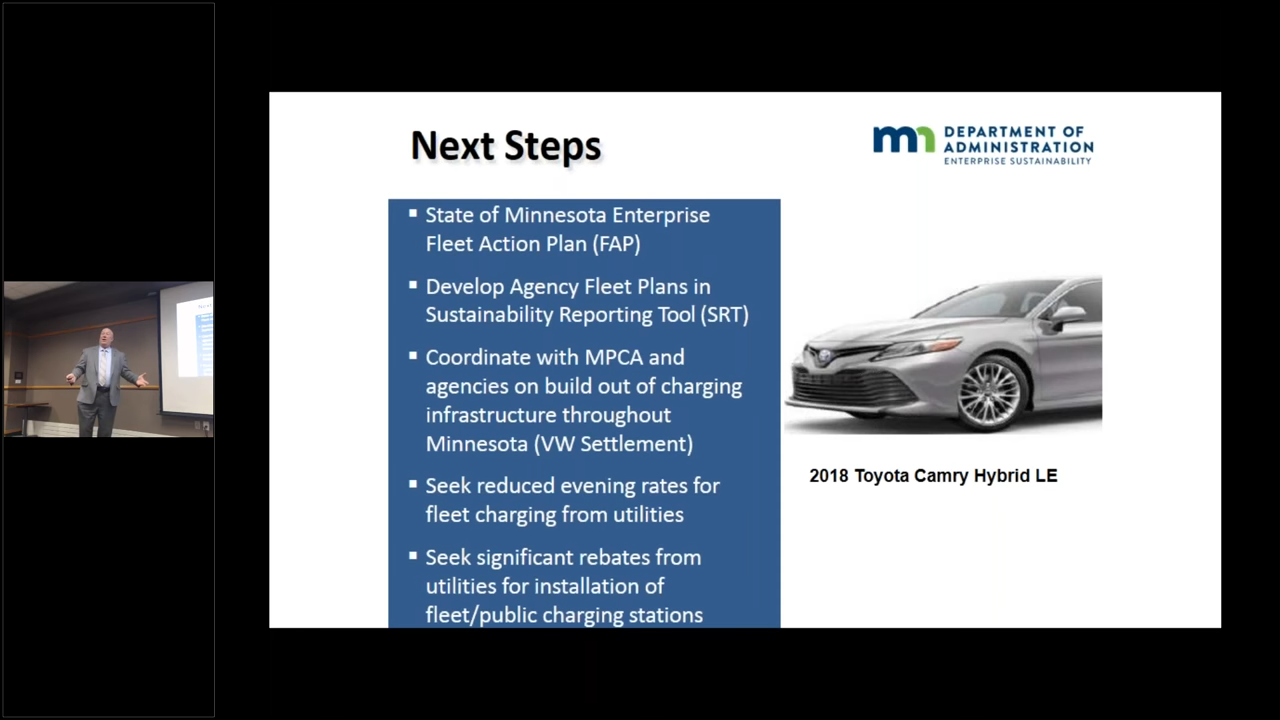 Next Steps
mn DEPARTMENT OF
ADMINISTRATION
ENTERPRISE SUSTAINABILITY
▪ State of Minnesota Enterprise
Fleet Action Plan (FAP)
▪ Develop Agency Fleet Plans in
Sustainability Reporting Tool (SRT)
▪ Coordinate with MPCA and
agencies on build out of charging
infrastructure throughout
Minnesota (VW Settlement)
▪ Seek reduced evening rates for
fleet charging from utilities
▪ Seek significant rebates from
utilities for installation of
fleet/public charging stations
2018 Toyota Camry Hybrid LE